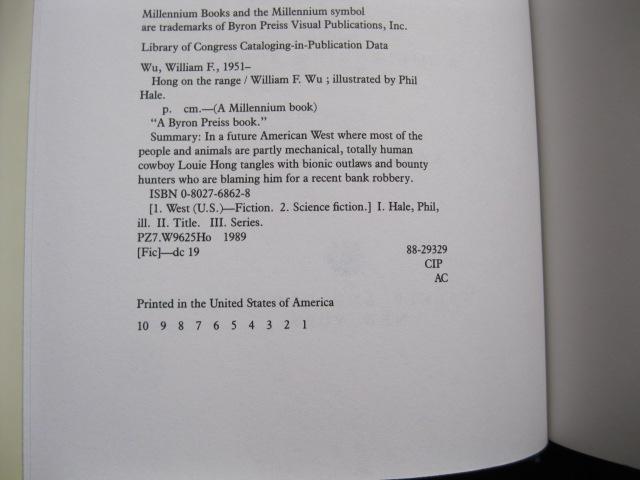 Millennium Books and the Millennium symbol
are trademarks of Byron Preiss Visual Publications, Inc.
Library of Congress Cataloging-in-Publication Data
Wu, William F., 1951–
Hong on the range / William F. Wu ; illustrated by Phil
Hale.
p. cm.—(A Millennium book)
“A Byron Preiss book.”
Summary: In a future American West where most of the
people and animals are partly mechanical, totally human
cowboy Louie Hong tangles with bionic outlaws and bounty
hunters who are blaming him for a recent bank robbery.
ISBN 0-8027-6862-8
[1. West (U.S.)—Fiction. 2. Science fiction.] I. Hale, Phil,
ill. II. Title. III. Series.
PZ7.W9625Ho 1989
[Fic]—dc 19 88-29329
CIP
AC
Printed in the United States of America
10 9 8 7 6 5 4 3 2 1